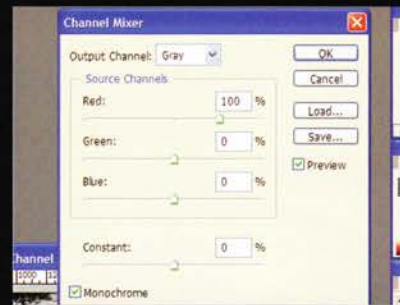 Channel Mixer
Output Channel: Gray
OK
Source Channels
Cancel
Red: 100 %
Load...
Green: 0 %
Save...
Preview
Blue: 0 %
Constant: 0 %
hannel
Monochrome